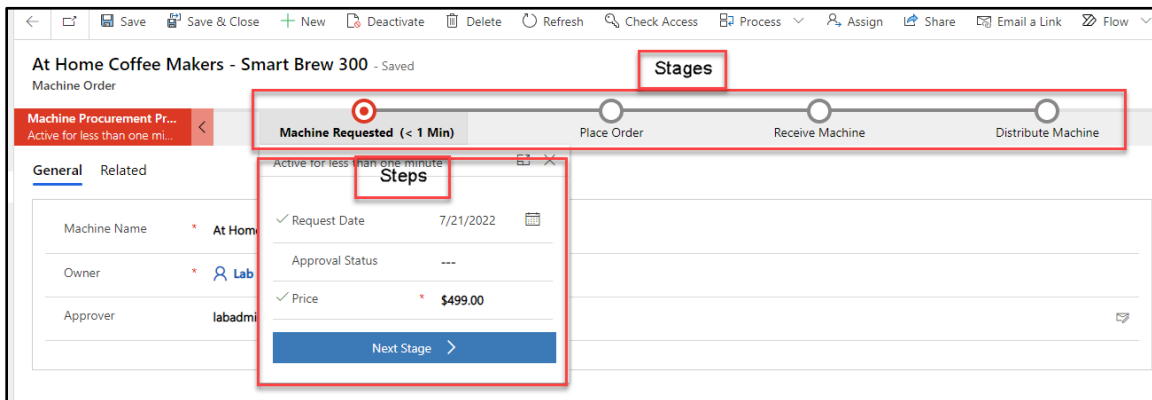 Save Save & Close New Deactivate Delete Refresh Check Access Process Assign Share Email a Link Flow
At Home Coffee Makers - Smart Brew 300 - Saved
Machine Order
Stages
Machine Procurement Pr...
Active for less than one mi...
Machine Requested (< 1 Min) Place Order Receive Machine Distribute Machine
General Related
Active for less than one minute
Steps
Machine Name * At Hom
Request Date 7/21/2022
Approval Status ---
Owner * Lab
Price * $499.00
Approver labadmi
Next Stage